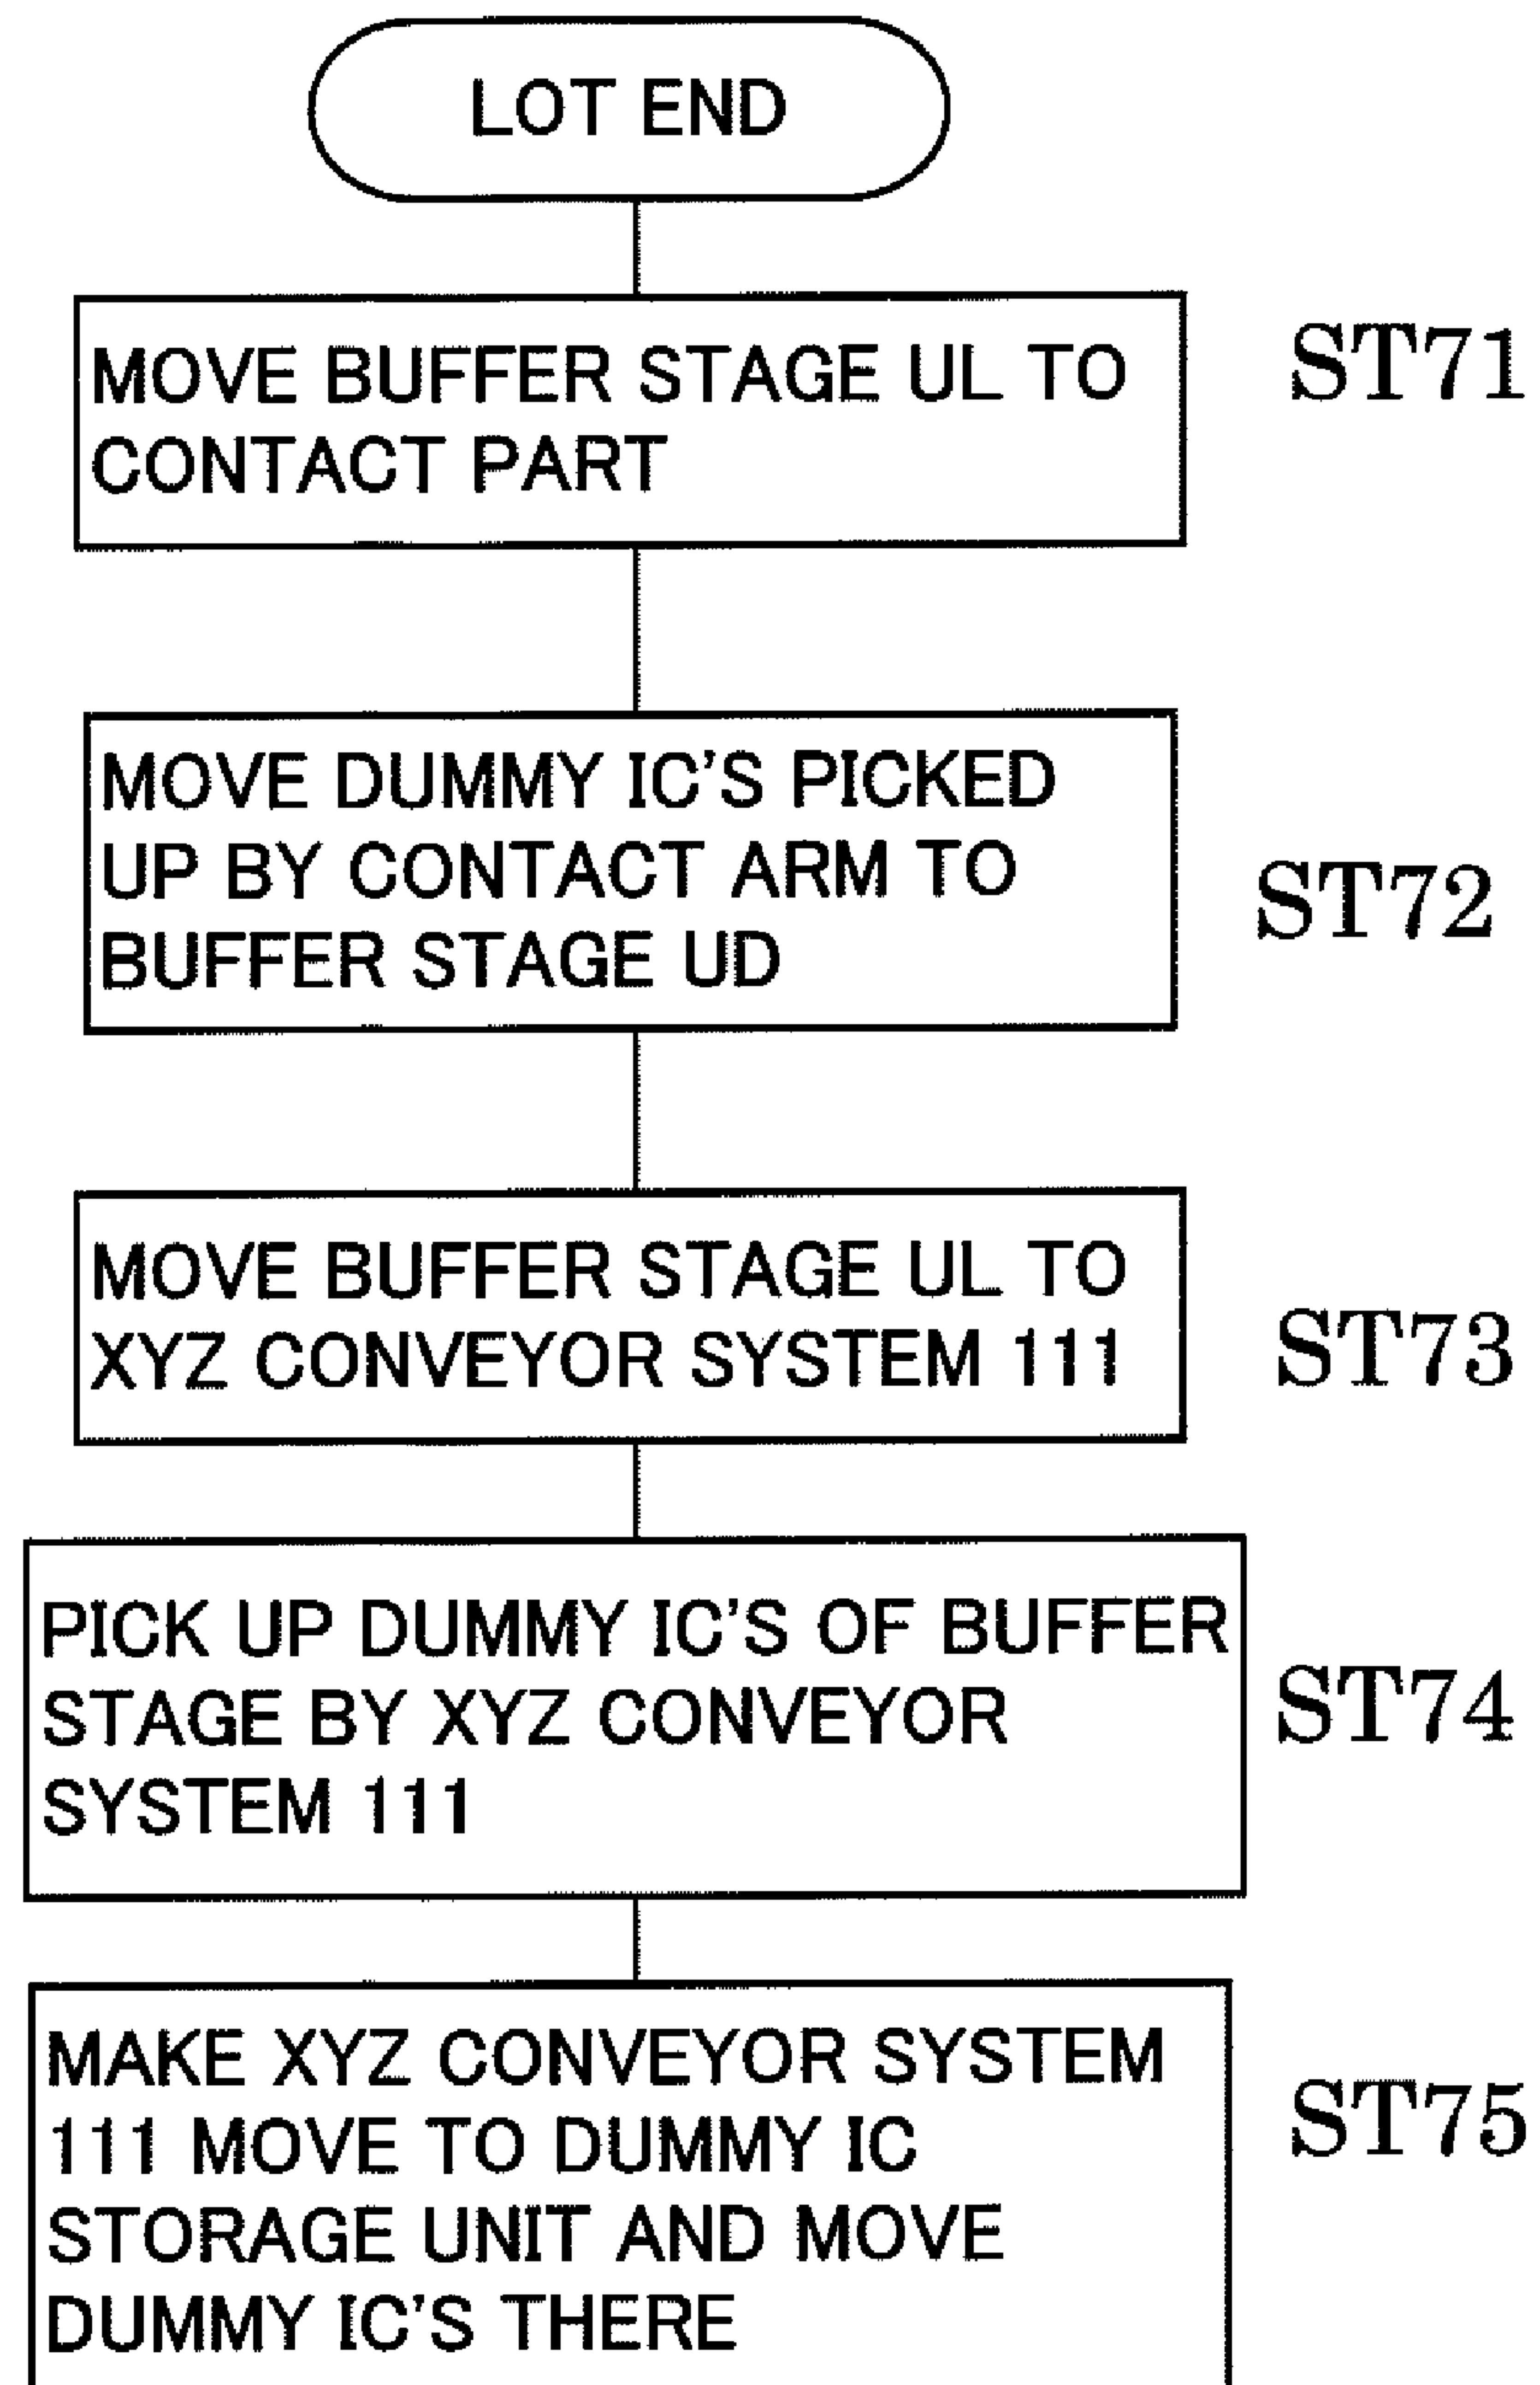 LOT END
MOVE BUFFER STAGE UL TO
CONTACT PART
ST71
MOVE DUMMY IC'S PICKED
UP BY CONTACT ARM TO
BUFFER STAGE UD
ST72
MOVE BUFFER STAGE UL TO
XYZ CONVEYOR SYSTEM 111
ST73
PICK UP DUMMY IC'S OF BUFFER
STAGE BY XYZ CONVEYOR
SYSTEM 111
ST74
MAKE XYZ CONVEYOR SYSTEM
111 MOVE TO DUMMY IC
STORAGE UNIT AND MOVE
DUMMY IC'S THERE
ST75